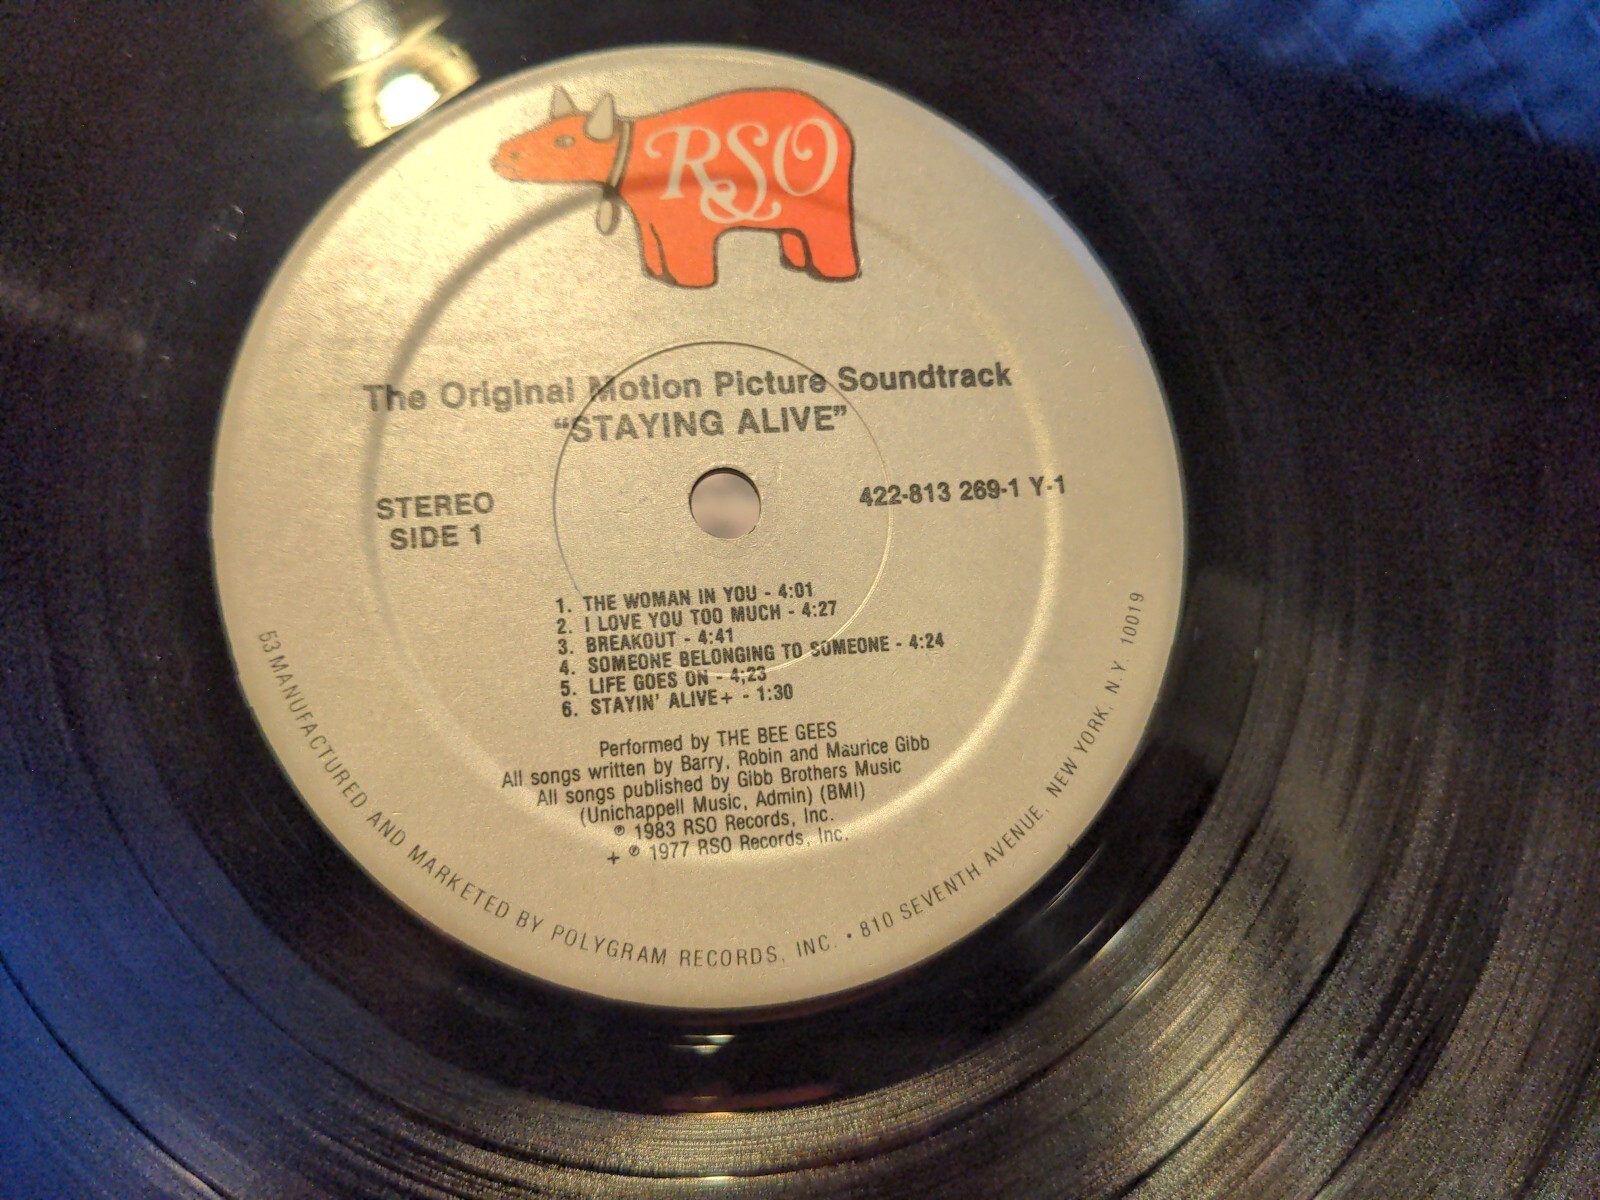 RSO
The Original Motion Picture Soundtrack
“STAYING ALIVE”
STEREO
SIDE 1
422-813 269-1 Y-1
1. THE WOMAN IN YOU - 4:01
2. I LOVE YOU TOO MUCH - 4:27
3. BREAKOUT - 4:41
4. SOMEONE BELONGING TO SOMEONE - 4:24
5. LIFE GOES ON - 4;23
6. STAYIN' ALIVE+ - 1:30
Performed by THE BEE GEES
All songs written by Barry, Robin and Maurice Gibb
All songs published by Gibb Brothers Music
(Unichappell Music, Admin) (BMI)
℗ 1983 RSO Records, Inc.
+ ℗ 1977 RSO Records, Inc.
53 MANUFACTURED AND MARKETED BY POLYGRAM RECORDS, INC. • 810 SEVENTH AVENUE, NEW YORK, N.Y. 10019